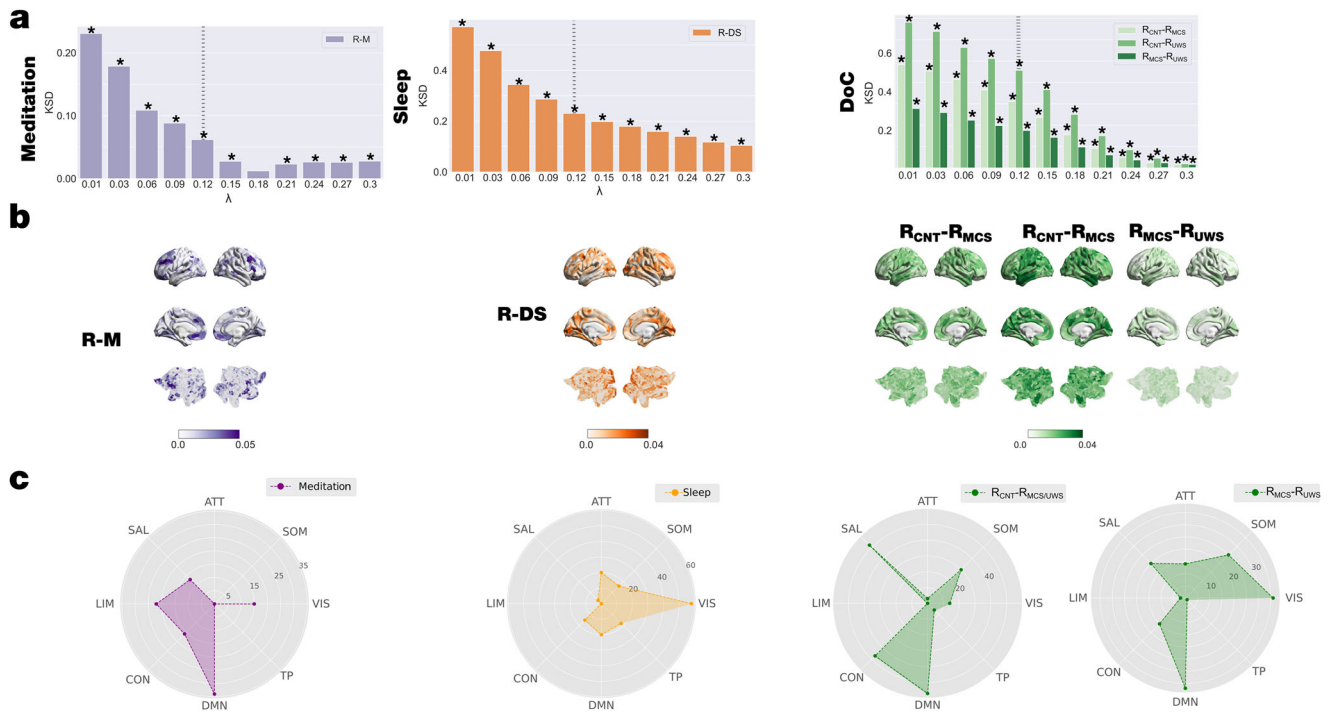 a
Meditation
KSD
0.20
0.10
0.00
R-M
0.01 0.03 0.06 0.09 0.12 0.15 0.18 0.21 0.24 0.27 0.3
λ
Sleep
KSD
0.4
0.2
0.0
R-DS
0.01 0.03 0.06 0.09 0.12 0.15 0.18 0.21 0.24 0.27 0.3
λ
DoC
KSD
0.6
0.4
0.2
RCNT-RMCS
RCNT-RUWS
RMCS-RUWS
0.01 0.03 0.06 0.09 0.12 0.15 0.18 0.21 0.24 0.27 0.3
b
R-M
0.0 0.05
R-DS
0.0 0.04
RCNT-RMCS RCNT-RMCS RMCS-RUWS
0.0 0.04
c
Meditation
ATT
SAL SOM
35
25
15
5
LIM VIS
CON TP
DMN
Sleep
ATT
SAL SOM
60
40
20
LIM VIS
CON TP
DMN
RCNT-RMCS/UWS
ATT
SAL SOM
40
20
LIM VIS
CON TP
DMN
RMCS-RUWS
ATT
SAL SOM
30
20
10
LIM VIS
CON TP
DMN